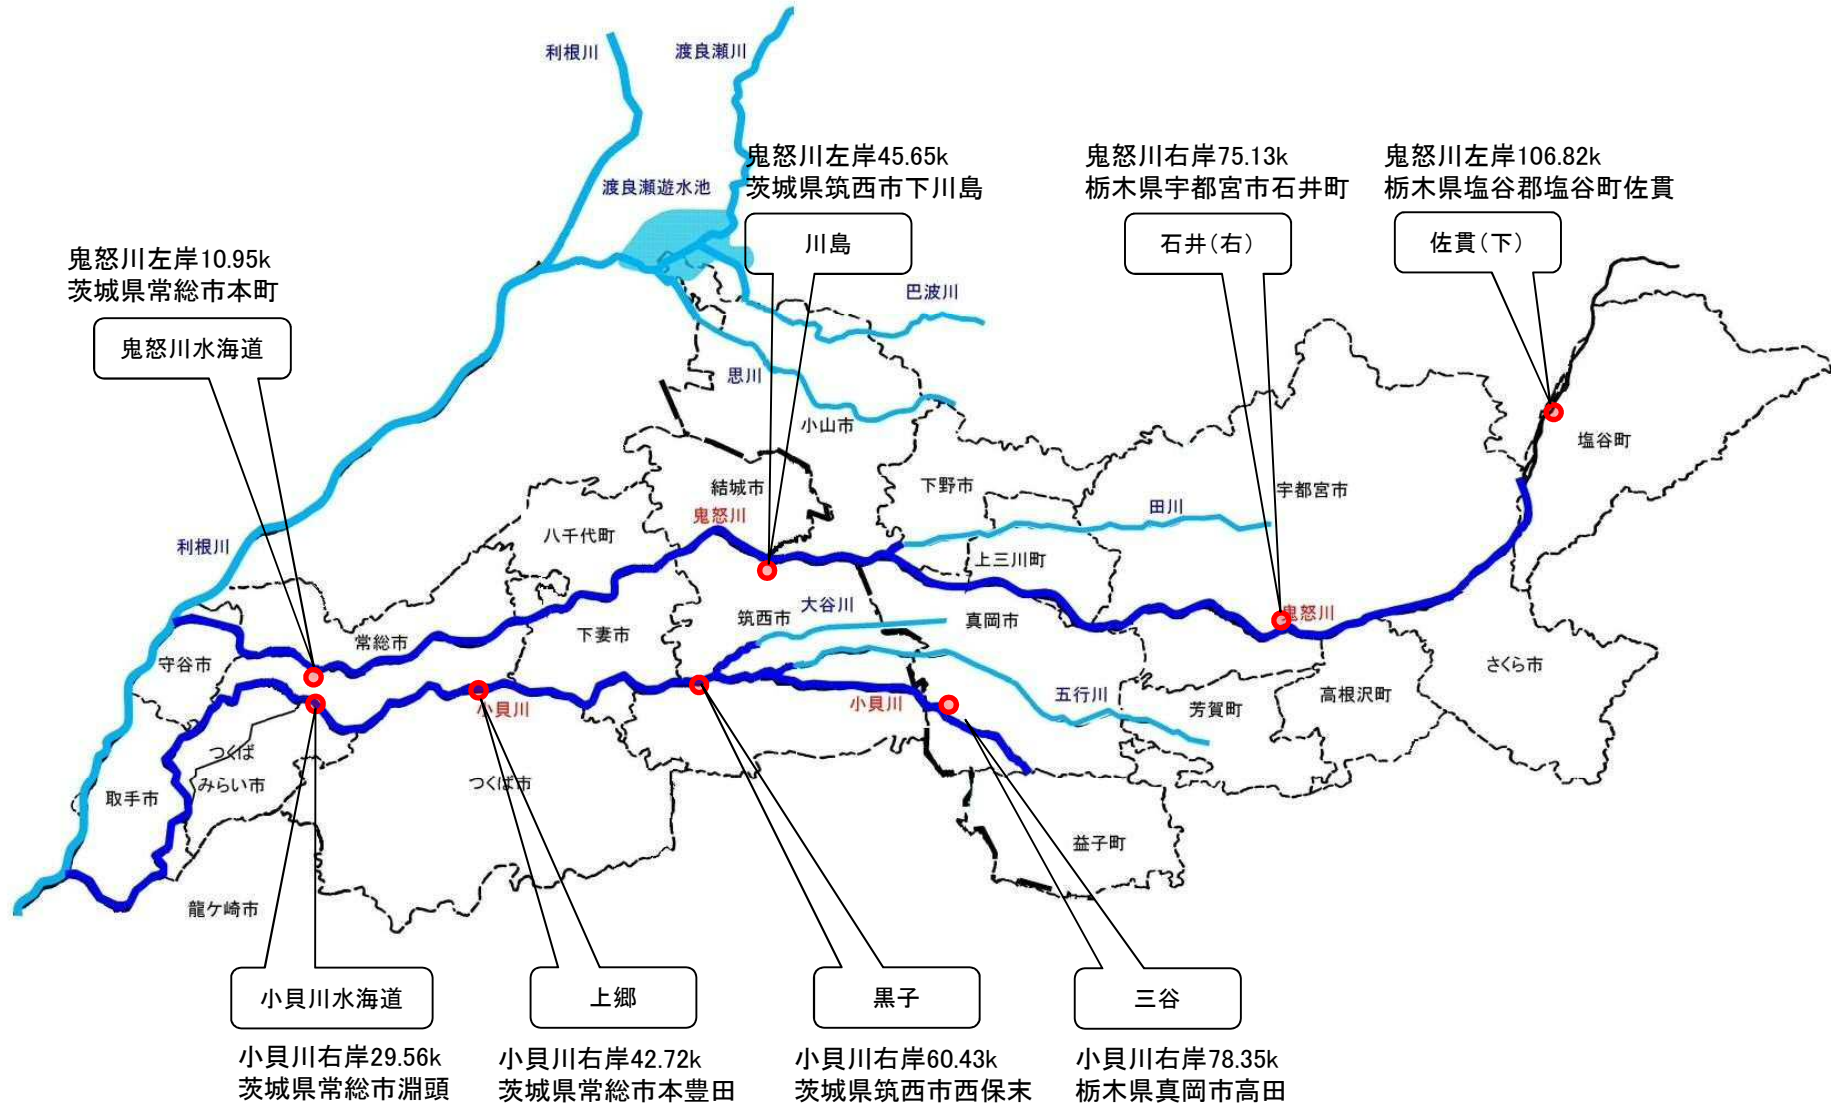 利根川
渡良瀬川
渡良瀬遊水池
鬼怒川左岸45.65k
茨城県筑西市下川島
川島
鬼怒川右岸75.13k
栃木県宇都宮市石井町
石井(右)
鬼怒川左岸106.82k
栃木県塩谷郡塩谷町佐貫
佐貫(下)
鬼怒川左岸10.95k
茨城県常総市本町
鬼怒川水海道
巴波川
思川
小山市
塩谷町
結城市
下野市
宇都宮市
鬼怒川
田川
八千代町
利根川
上三川町
大谷川
筑西市
真岡市
鬼怒川
常総市
下妻市
守谷市
さくら市
五行川
高根沢町
芳賀町
小貝川
小貝川
つくば
みらい市
つくば市
取手市
益子町
龍ケ崎市
小貝川水海道
上郷
黒子
三谷
小貝川右岸29.56k
茨城県常総市淵頭
小貝川右岸42.72k
茨城県常総市本豊田
小貝川右岸60.43k
茨城県筑西市西保末
小貝川右岸78.35k
栃木県真岡市高田